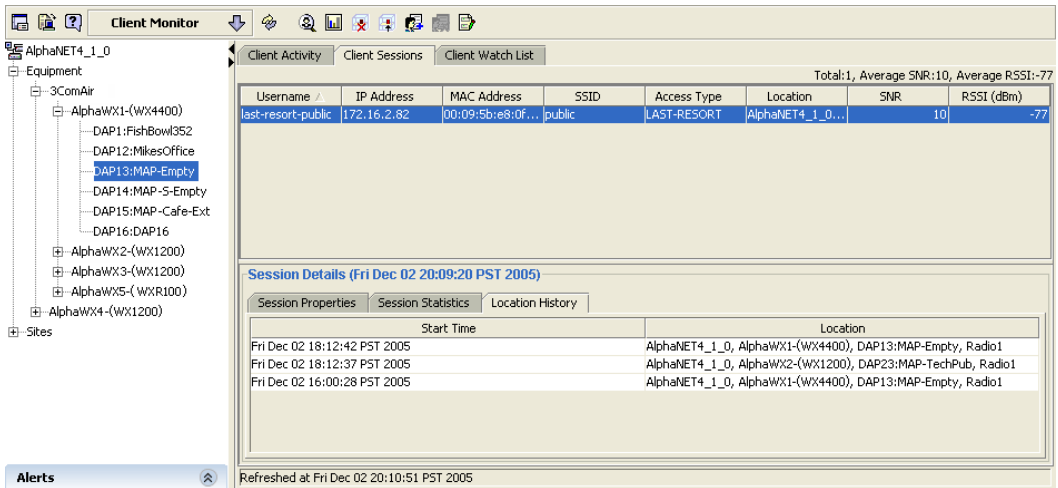 Client Monitor
AlphaNET4_1_0
Equipment
3ComAir
AlphaWX1-(WX4400)
DAP1:FishBowl352
DAP12:MikesOffice
DAP13:MAP-Empty
DAP14:MAP-S-Empty
DAP15:MAP-Cafe-Ext
DAP16:DAP16
AlphaWX2-(WX1200)
AlphaWX3-(WX1200)
AlphaWX5-( WXR100)
AlphaWX4-(WX1200)
Sites
Alerts
Client Activity Client Sessions Client Watch List
Total:1, Average SNR:10, Average RSSI:-77
Username IP Address MAC Address SSID Access Type Location SNR RSSI (dBm)
last-resort-public 172.16.2.82 00:09:5b:e8:0f... public LAST-RESORT AlphaNET4_1_0... 10 -77
Session Details (Fri Dec 02 20:09:20 PST 2005)
Session Properties Session Statistics Location History
Start Time Location
Fri Dec 02 18:12:42 PST 2005 AlphaNET4_1_0, AlphaWX1-(WX4400), DAP13:MAP-Empty, Radio1
Fri Dec 02 18:12:37 PST 2005 AlphaNET4_1_0, AlphaWX2-(WX1200), DAP23:MAP-TechPub, Radio1
Fri Dec 02 16:00:28 PST 2005 AlphaNET4_1_0, AlphaWX1-(WX4400), DAP13:MAP-Empty, Radio1
Refreshed at Fri Dec 02 20:10:51 PST 2005